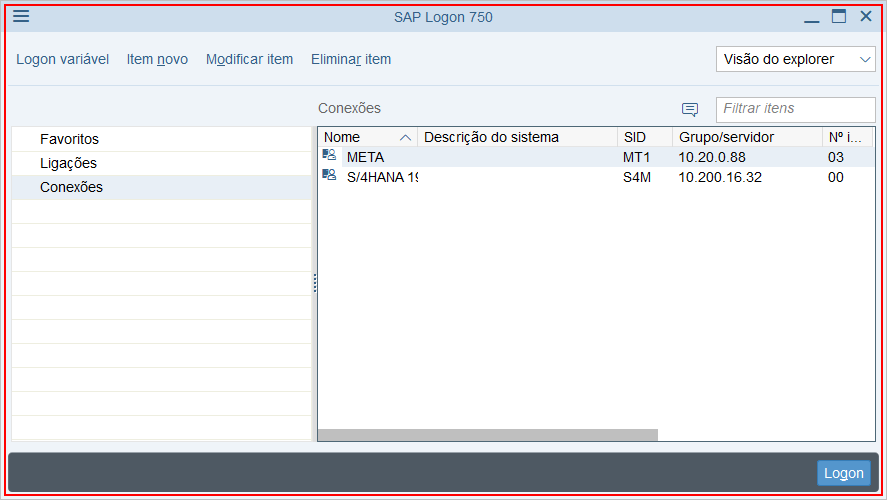 SAP Logon 750
Logon variável Item novo Modificar item Eliminar item Visão do explorer
Conexões Filtrar itens
Favoritos
Ligações
Conexões
Nome Descrição do sistema SID Grupo/servidor Nº i...
META MT1 10.20.0.88 03
S/4HANA 19 S4M 10.200.16.32 00
Logon